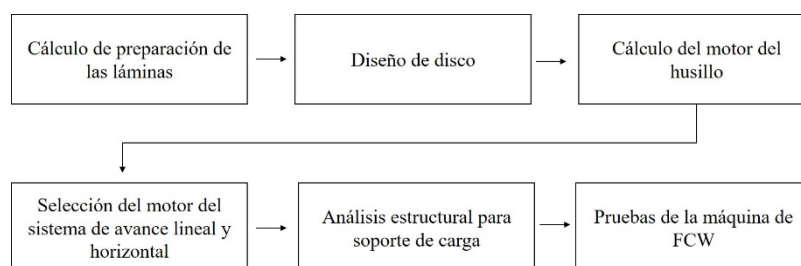 Cálculo de preparación de
las láminas
Diseño de disco
Cálculo del motor del
husillo
Selección del motor del
sistema de avance lineal y
horizontal
Análisis estructural para
soporte de carga
Pruebas de la máquina de
FCW